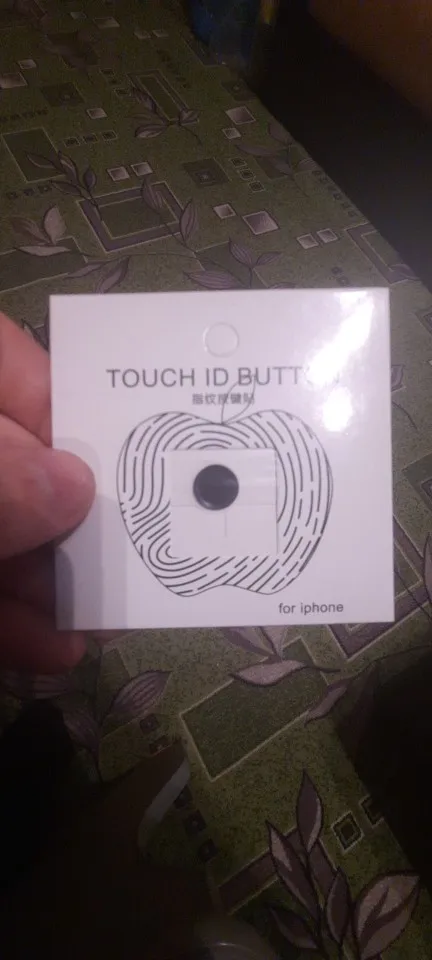 TOUCH ID BUTTON
指纹按键贴
for iphone